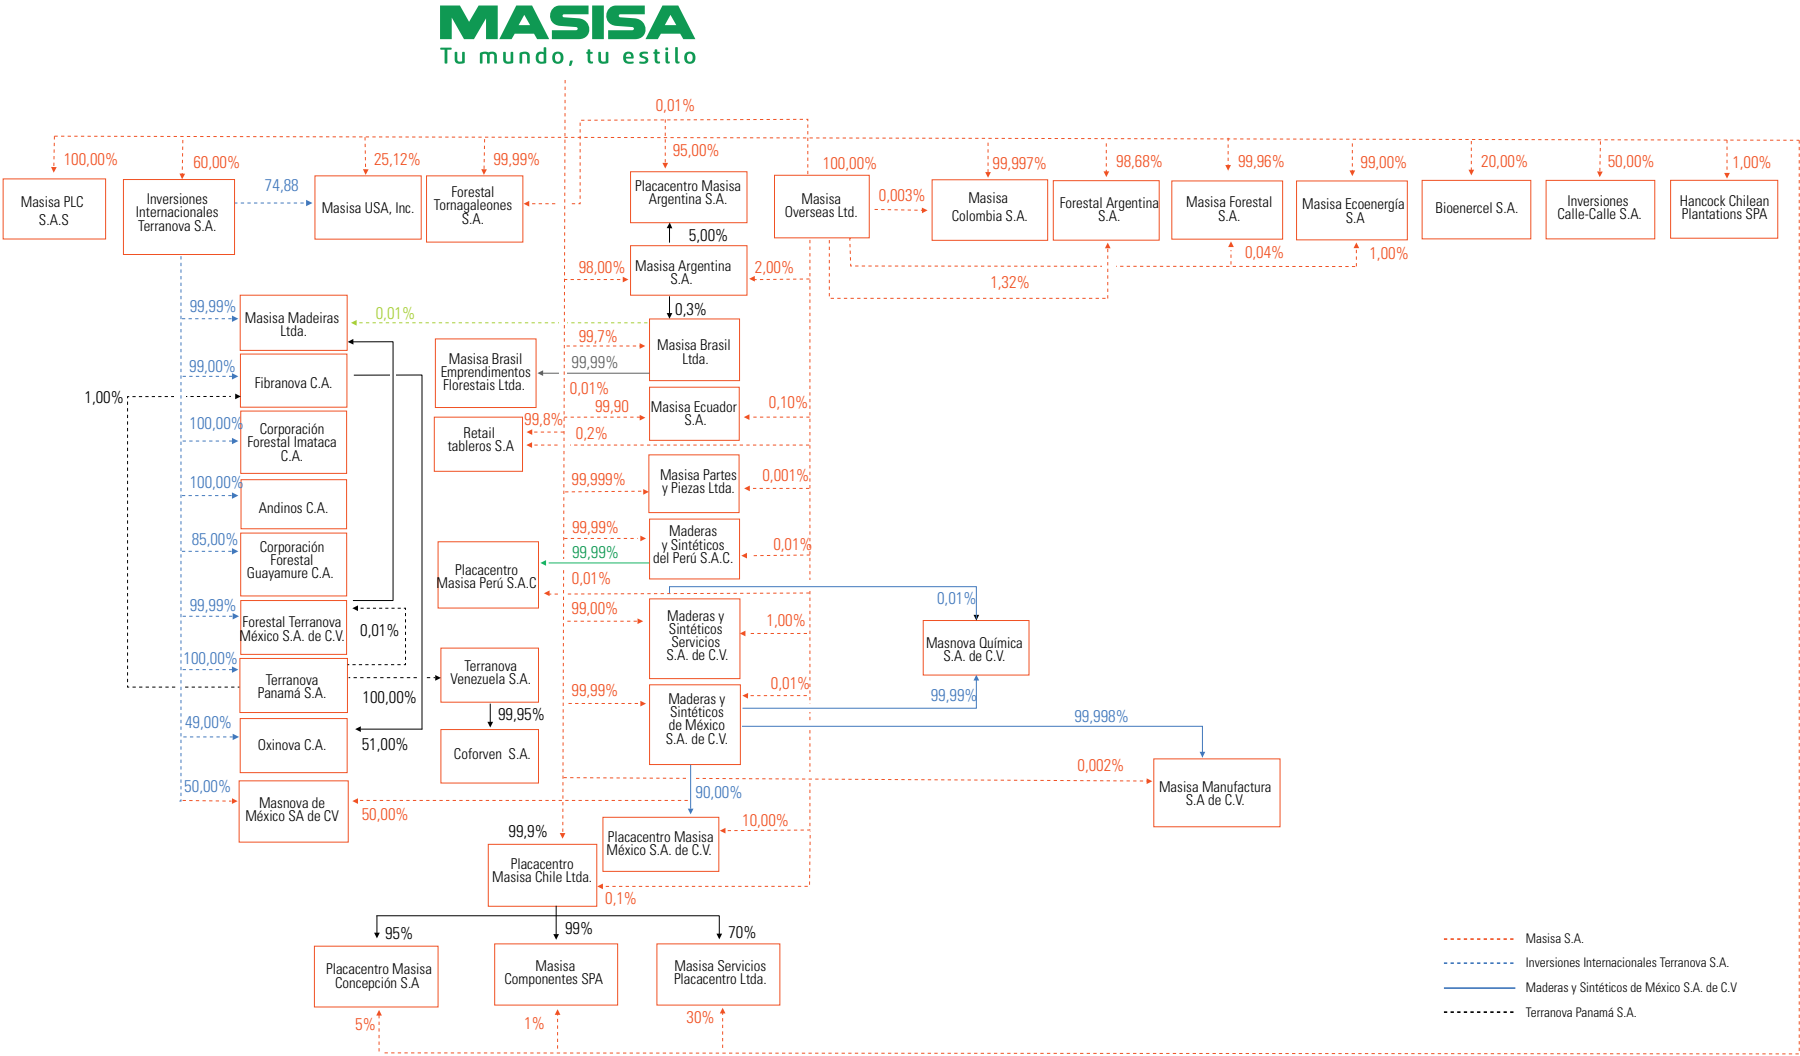 MASISA
Tu mundo, tu estilo
0,01%
100,00%
60,00%
25,12%
99,99%
95,00%
100,00%
99,997%
98,68%
99,96%
99,00%
20,00%
50,00%
1,00%
Masisa PLC
S.A.S
Inversiones
Internacionales
Terranova S.A.
74,88
Masisa USA, Inc.
Forestal
Tornagaleones
S.A.
Placacentro Masisa
Argentina S.A.
Masisa
Overseas Ltd.
0,003%
Masisa
Colombia S.A.
Forestal Argentina
S.A.
Masisa Forestal
S.A.
Masisa Ecoenergía
S.A
Bioenercel S.A.
Inversiones
Calle-Calle S.A.
Hancock Chilean
Plantations SPA
5,00%
98,00%
Masisa Argentina
S.A.
2,00%
0,04%
1,00%
1,32%
99,99%
Masisa Madeiras
Ltda.
0,01%
0,3%
99,7%
Masisa Brasil
Ltda.
99,00%
Fibranova C.A.
Masisa Brasil
Emprendimentos
Florestais Ltda.
99,99%
0,01%
1,00%
100,00%
Corporación
Forestal Imataca
C.A.
Retail
tableros S.A
99,8%
99,90
Masisa Ecuador
S.A.
0,10%
0,2%
100,00%
Andinos C.A.
99,999%
Masisa Partes
y Piezas Ltda.
0,001%
85,00%
Corporación
Forestal
Guayamure C.A.
99,99%
Maderas
y Sintéticos
del Perú S.A.C.
0,01%
99,99%
Placacentro
Masisa Perú S.A.C
0,01%
99,99%
Forestal Terranova
México S.A. de C.V.
0,01%
99,00%
Maderas y
Sintéticos
Servicios
S.A. de C.V.
1,00%
0,01%
Masnova Química
S.A. de C.V.
100,00%
Terranova
Panamá S.A.
100,00%
Terranova
Venezuela S.A.
99,95%
99,99%
Maderas y
Sintéticos
de México
S.A. de C.V.
0,01%
99,99%
99,998%
49,00%
Oxinova C.A.
51,00%
Coforven S.A.
0,002%
Masisa Manufactura
S.A de C.V.
50,00%
Masnova de
México SA de CV
50,00%
90,00%
Placacentro Masisa
México S.A. de C.V.
10,00%
99,9%
Placacentro
Masisa Chile Ltda.
0,1%
95%
99%
70%
Placacentro Masisa
Concepción S.A
Masisa
Componentes SPA
Masisa Servicios
Placacentro Ltda.
5%
1%
30%
Masisa S.A.
Inversiones Internacionales Terranova S.A.
Maderas y Sintéticos de México S.A. de C.V
Terranova Panamá S.A.